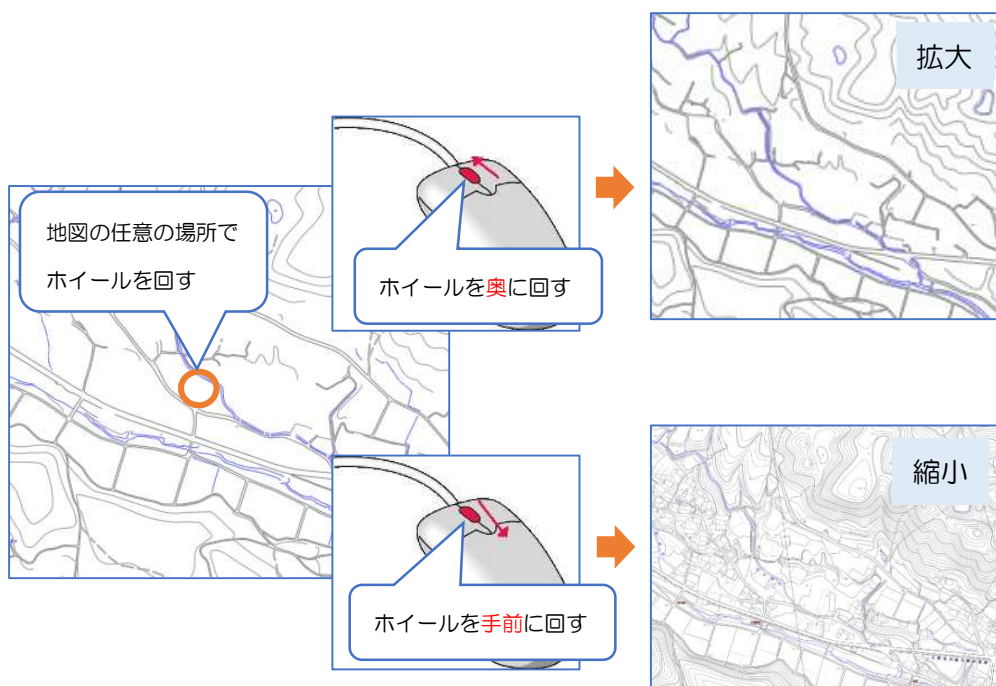 地図の任意の場所で
ホイールを回す
ホイールを奥に回す
拡大
ホイールを手前に回す
縮小